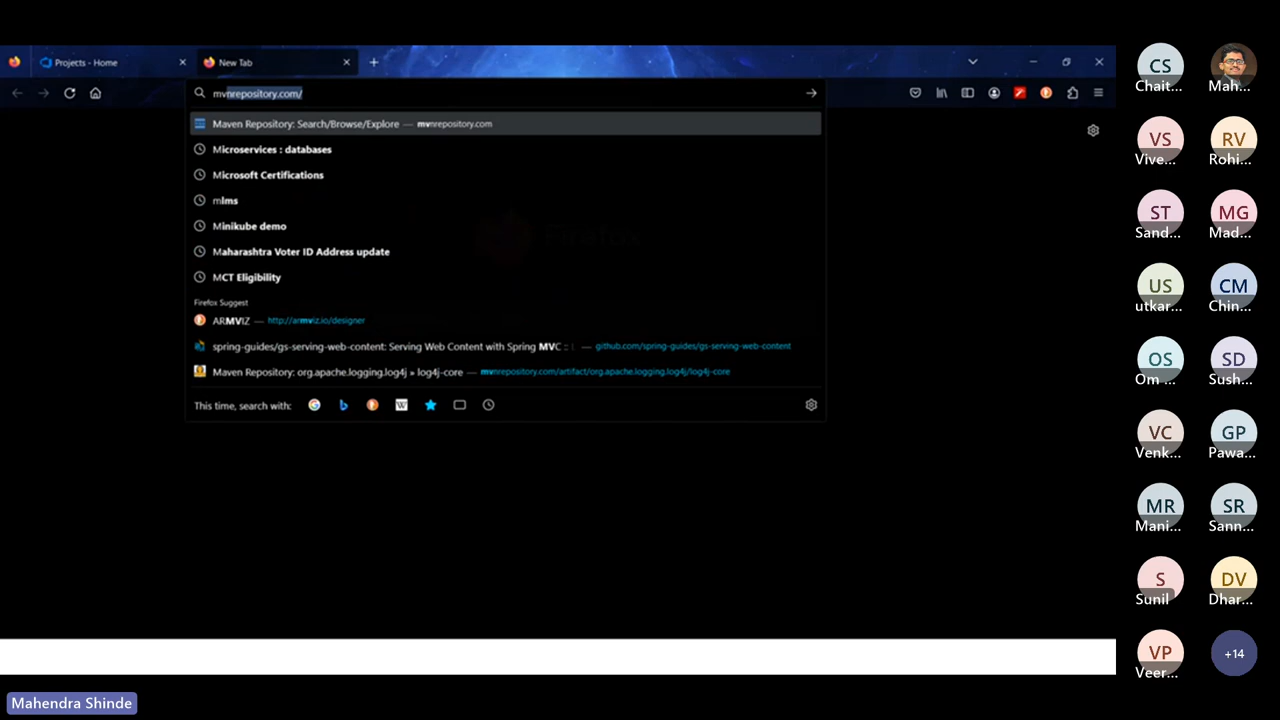 Projects - Home
New Tab
mvnrepository.com/
Maven Repository: Search/Browse/Explore — mvnrepository.com
Microservices : databases
Microsoft Certifications
mlms
Minikube demo
Maharashtra Voter ID Address update
MCT Eligibility
Firefox Suggest
ARMVIZ — http://armviz.io/designer
spring-guides/gs-serving-web-content: Serving Web Content with Spring MVC :: — github.com/spring-guides/gs-serving-web-content
Maven Repository: org.apache.logging.log4j » log4j-core — mvnrepository.com/artifact/org.apache.logging.log4j/log4j-core
This time, search with:
CS
Chait...
Mah...
VS
Vive...
RV
Rohi...
ST
Sand...
MG
Mad...
US
utkar...
CM
Chin...
OS
Om ...
SD
Sush...
VC
Venk...
GP
Pawa...
MR
Mani...
SR
Sann...
S
Sunil
DV
Dhar...
VP
Veer...
+14
Mahendra Shinde